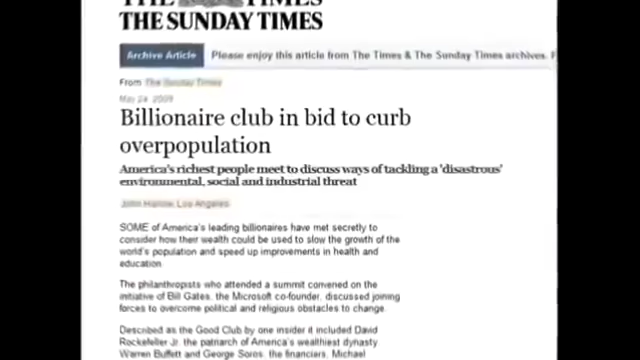 THE TIMES
THE SUNDAY TIMES
Archive Article
Please enjoy this article from The Times & The Sunday Times archives. F
From The Sunday Times
May 24, 2009
Billionaire club in bid to curb
overpopulation
America's richest people meet to discuss ways of tackling a 'disastrous'
environmental, social and industrial threat
John Harlow, Los Angeles
SOME of America's leading billionaires have met secretly to
consider how their wealth could be used to slow the growth of the
world's population and speed up improvements in health and
education.
The philanthropists who attended a summit convened on the
initiative of Bill Gates, the Microsoft co-founder, discussed joining
forces to overcome political and religious obstacles to change.
Described as the Good Club by one insider it included David
Rockefeller Jr, the patriarch of America's wealthiest dynasty
Warren Buffett and George Soros, the financiers, Michael